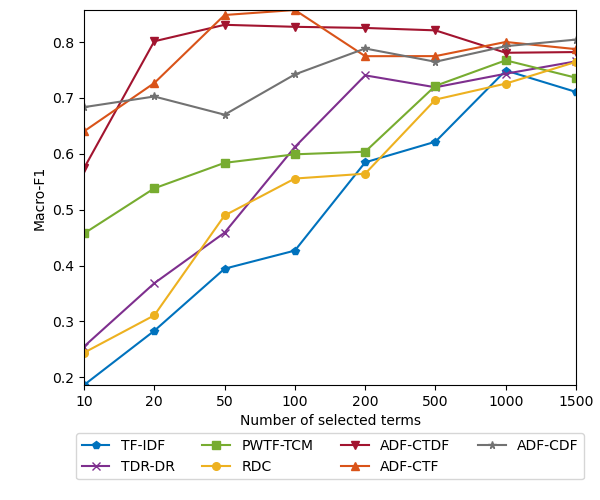 0.8
0.7
0.6
0.5
0.4
0.3
0.2
Macro-F1
10 20 50 100 200 500 1000 1500
Number of selected terms
TF-IDF PWTF-TCM ADF-CTDF ADF-CDF
TDR-DR RDC ADF-CTF